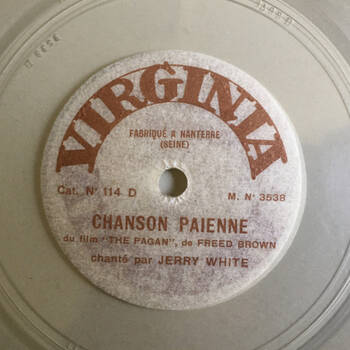 VIRGINIA
FABRIQUÉ A NANTERRE
(SEINE)
Cat. N° 114 D
M. N° 3538
CHANSON PAIENNE
du film "THE PAGAN", de FREED BROWN
chanté par JERRY WHITE